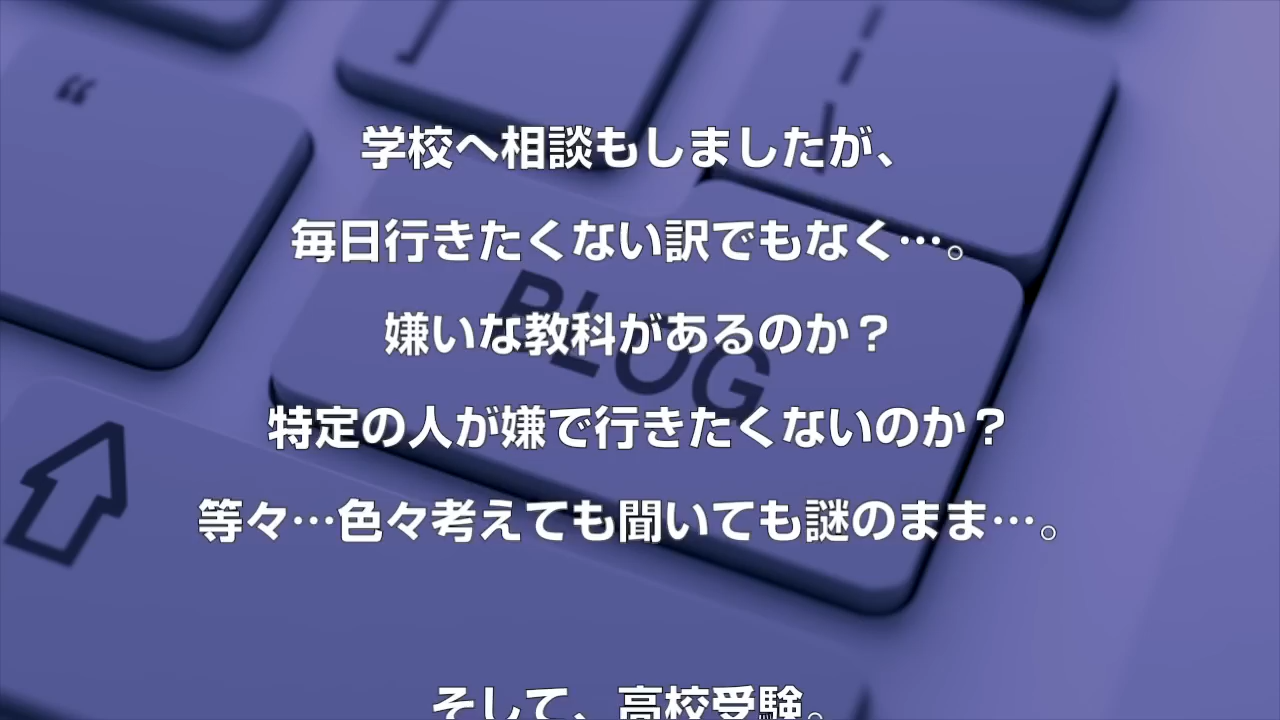 学校へ相談もしましたが、
毎日行きたくない訳でもなく…。
嫌いな教科があるのか？
特定の人が嫌で行きたくないのか？
等々…色々考えても聞いても謎のまま…。
そして、高校受験。
BLOG